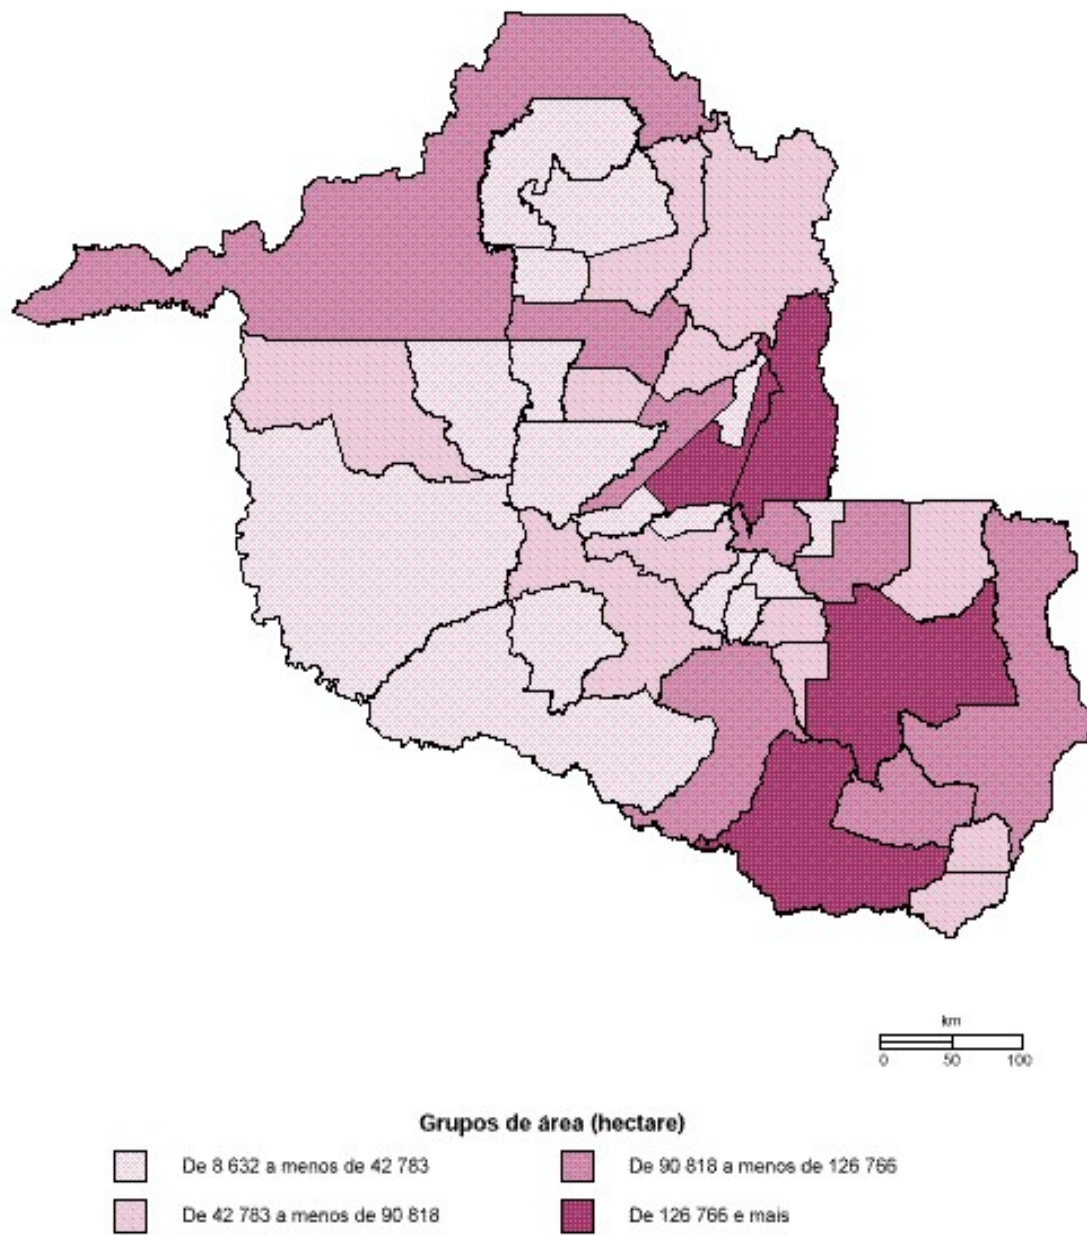 km
0 50 100
Grupos de área (hectare)
De 8 632 a menos de 42 783
De 90 818 a menos de 126 766
De 42 783 a menos de 90 818
De 126 766 e mais